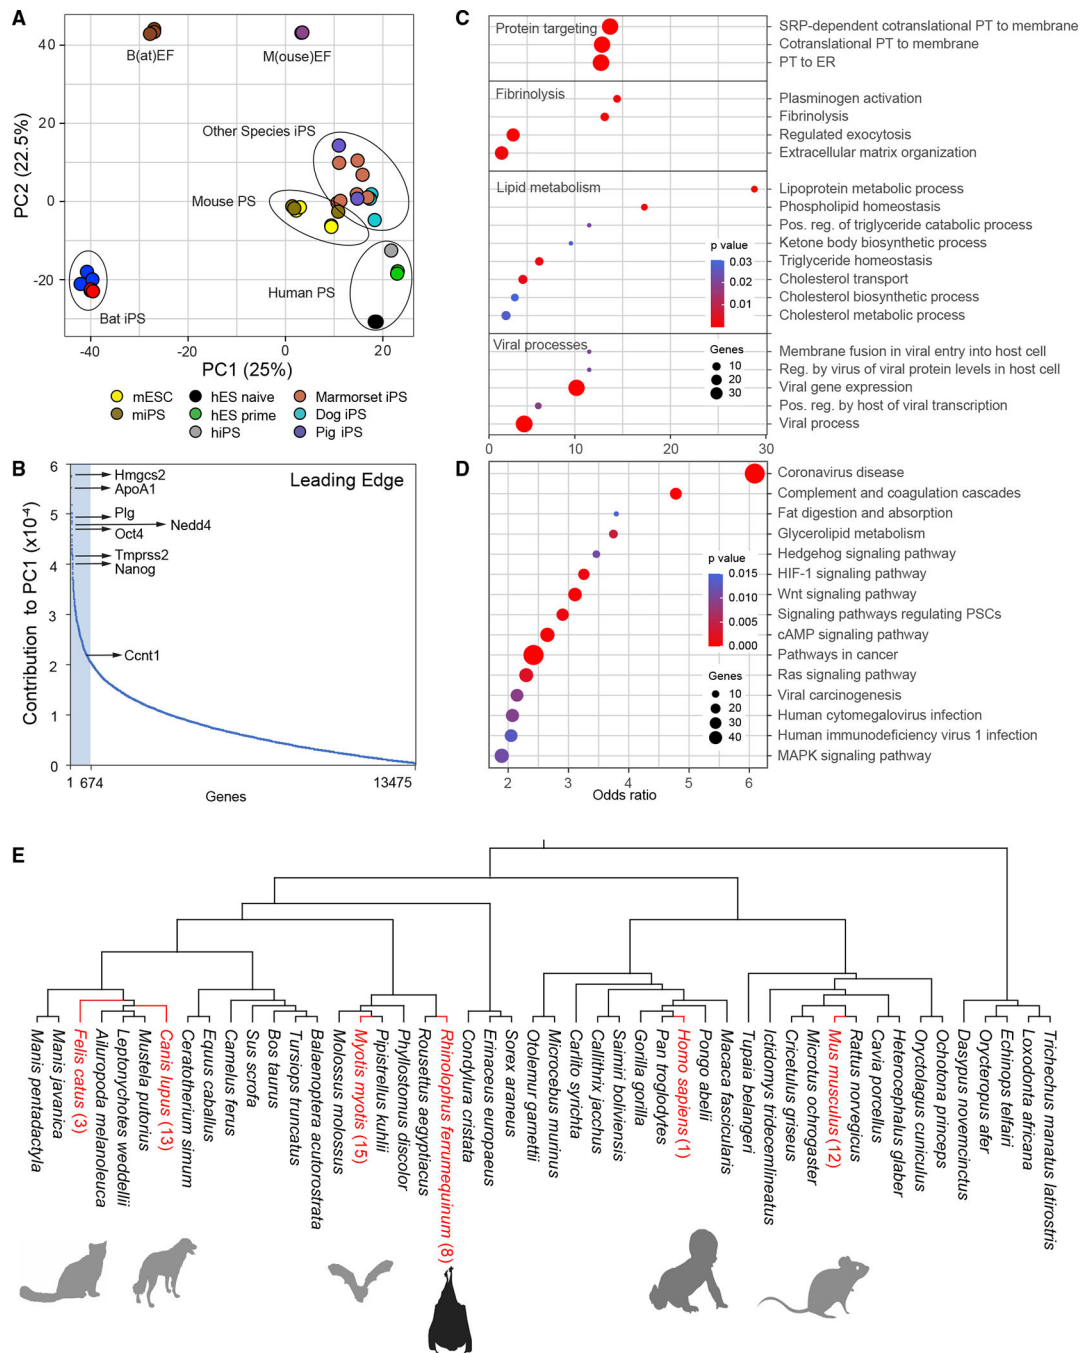 A
40
B(at)EF
M(ouse)EF
20
Other Species iPS
PC2 (22.5%)
0
Mouse PS
-20
Human PS
Bat iPS
-40
-20
0
20
PC1 (25%)
mESC
hES naive
Marmorset iPS
miPS
hES prime
Dog iPS
hiPS
Pig iPS
B
6
Leading Edge
Hmgcs2
ApoA1
5
Plg
Nedd4
Oct4
Tmprss2
4
Nanog
3
Ccnt1
2
1
0
Contribution to PC1 (x10⁻⁴)
1 674
13475
Genes
C
Protein targeting
SRP-dependent cotranslational PT to membrane
Cotranslational PT to membrane
PT to ER
Fibrinolysis
Plasminogen activation
Fibrinolysis
Regulated exocytosis
Extracellular matrix organization
Lipid metabolism
Lipoprotein metabolic process
Phospholipid homeostasis
Pos. reg. of triglyceride catabolic process
Ketone body biosynthetic process
Triglyceride homeostasis
Cholesterol transport
Cholesterol biosynthetic process
Cholesterol metabolic process
p value
0.03
0.02
0.01
Viral processes
Membrane fusion in viral entry into host cell
Reg. by virus of viral protein levels in host cell
Viral gene expression
Pos. reg. by host of viral transcription
Viral process
Genes
10
20
30
0
10
20
30
D
Coronavirus disease
Complement and coagulation cascades
Fat digestion and absorption
Glycerolipid metabolism
Hedgehog signaling pathway
HIF-1 signaling pathway
Wnt signaling pathway
Signaling pathways regulating PSCs
cAMP signaling pathway
Pathways in cancer
Ras signaling pathway
Viral carcinogenesis
Human cytomegalovirus infection
Human immunodeficiency virus 1 infection
MAPK signaling pathway
p value
0.015
0.010
0.005
0.000
Genes
10
20
30
40
2
3
4
5
6
Odds ratio
E
Manis pentadactyla
Manis javanica
Felis catus (3)
Ailuropoda melanoleuca
Leptonychotes weddellii
Mustela putorius
Canis lupus (13)
Ceratotherium simum
Equus caballus
Camelus ferus
Sus scrofa
Bos taurus
Tursiops truncatus
Balaenoptera acutorostrata
Molossus molossus
Myotis myotis (15)
Pipistrellus kuhlii
Phyllostomus discolor
Rousettus aegyptiacus
Rhinolophus ferrumequinum (8)
Condylura cristata
Erinaceus europaeus
Sorex araneus
Otolemur garnettii
Microcebus murinus
Carlito syrichta
Callithrix jacchus
Saimiri boliviensis
Gorilla gorilla
Pan troglodytes
Homo sapiens (1)
Pongo abelii
Macaca fascicularis
Tupaia belangeri
Ictidomys tridecemlineatus
Cricetulus griseus
Microtus ochrogaster
Mus musculus (12)
Rattus norvegicus
Cavia porcellus
Heterocephalus glaber
Oryctolagus cuniculus
Ochotona princeps
Dasypus novemcinctus
Orycteropus afer
Echinops telfairi
Loxodonta africana
Trichechus manatus latirostris